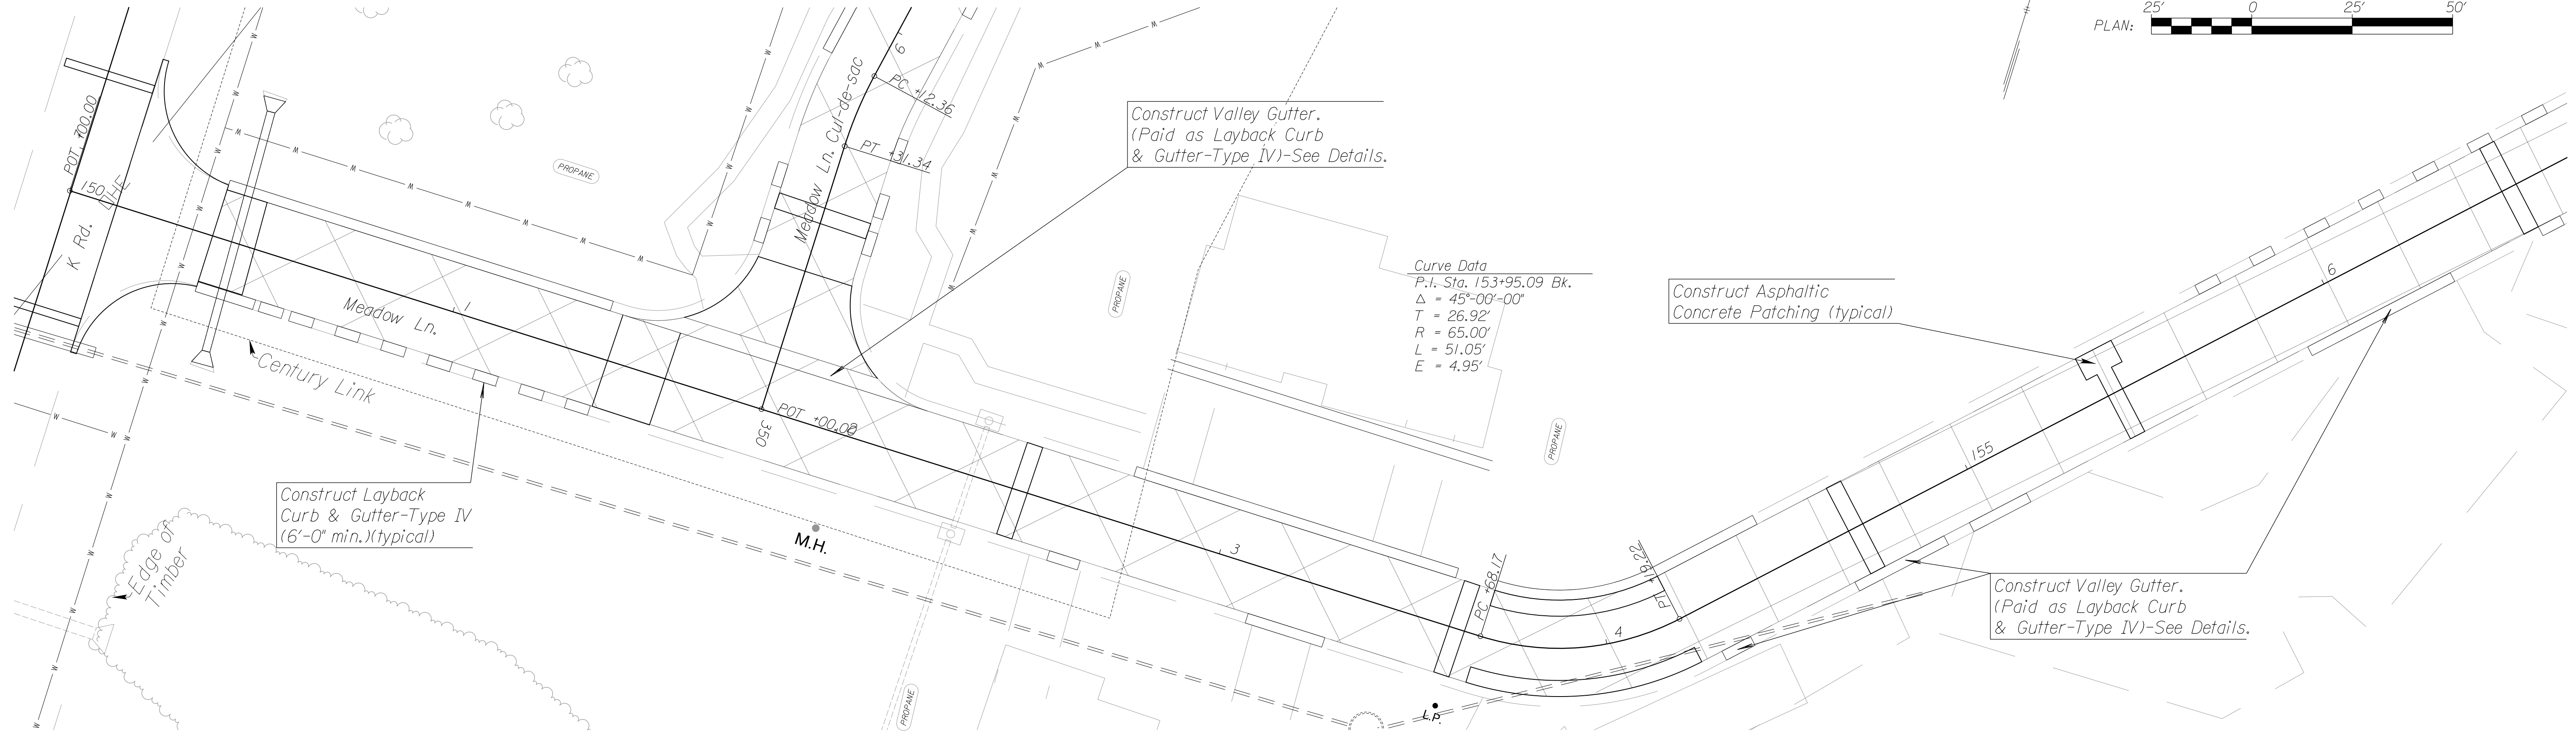 25' 0 25' 50'
PLAN:
6
PC +12.36
PT +31.34
Meadow Ln. Cul-de-sac
POT +00.00
150
K Rd.
PROPANE
Construct Valley Gutter.
(Paid as Layback Curb
& Gutter-Type IV)-See Details.
Meadow Ln.
1
Century Link
POT +00.00
350
PROPANE
Curve Data
P.I. Sta. 153+95.09 Bk.
Δ = 45°-00'-00"
T = 26.92'
R = 65.00'
L = 51.05'
E = 4.95'
Construct Asphaltic
Concrete Patching (typical)
6
155
PROPANE
Construct Layback
Curb & Gutter-Type IV
(6'-0" min.)(typical)
Edge of
Timber
M.H.
3
PC +68.17
4
PT +19.22
Construct Valley Gutter.
(Paid as Layback Curb
& Gutter-Type IV)-See Details.
PROPANE
L.P.
W